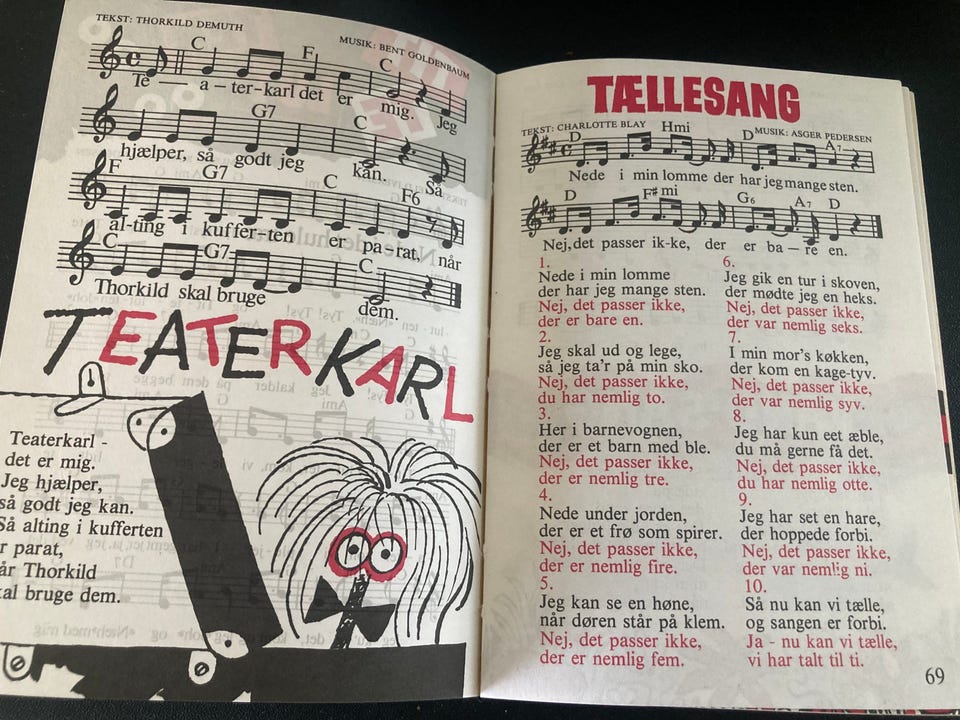 TEKST: THORKILD DEMUTH
MUSIK: BENT GOLDENBAUM
C F C
Te a-ter-karl det er mig. Jeg
G7 C
hjælper, så godt jeg kan. Så
F G7 C F6
al-ting i kuffer-ten er pa-rat, når
C G7 C
Thorkild skal bruge dem.
TEATERKARL
Teaterkarl -
det er mig.
Jeg hjælper,
så godt jeg kan.
Så alting i kufferten
r parat,
år Thorkild
kal bruge dem.
TÆLLESANG
TEKST: CHARLOTTE BLAY
MUSIK: ASGER PEDERSEN
D Hmi D A7
Nede i min lomme der har jeg mange sten.
D F# mi G6 A7 D
Nej, det passer ik-ke, der er ba-re en.
1.
Nede i min lomme
der har jeg mange sten.
Nej, det passer ikke,
der er bare en.
2.
Jeg skal ud og lege,
så jeg ta'r på min sko.
Nej, det passer ikke,
du har nemlig to.
3.
Her i barnevognen,
der er et barn med ble.
Nej, det passer ikke,
der er nemlig tre.
4.
Nede under jorden,
der er et frø som spirer.
Nej, det passer ikke,
der er nemlig fire.
5.
Jeg kan se en høne,
når døren står på klem.
Nej, det passer ikke,
der er nemlig fem.
6.
Jeg gik en tur i skoven,
der mødte jeg en heks.
Nej, det passer ikke,
der var nemlig seks.
7.
I min mor's køkken,
der kom en kage-tyv.
Nej, det passer ikke,
der var nemlig syv.
8.
Jeg har kun eet æble,
du må gerne få det.
Nej, det passer ikke,
du har nemlig otte.
9.
Jeg har set en hare,
der hoppede forbi.
Nej, det passer ikke,
der var nemlig ni.
10.
Så nu kan vi tælle,
og sangen er forbi.
Ja - nu kan vi tælle,
vi har talt til ti.
69